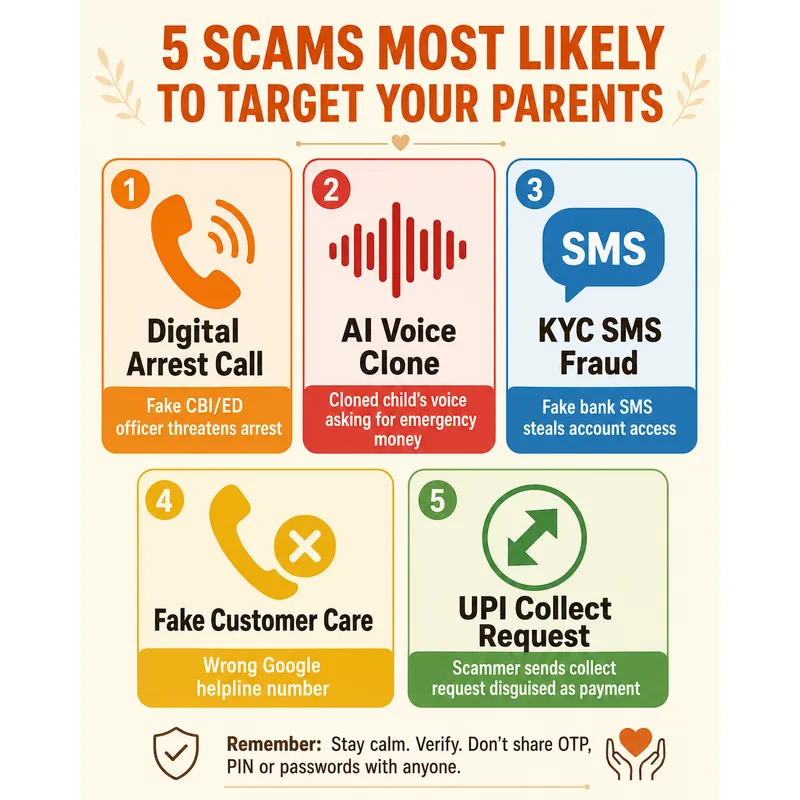 5 SCAMS MOST LIKELY
TO TARGET YOUR PARENTS
1
Digital
Arrest Call
Fake CBI/ED
officer threatens arrest
2
AI Voice
Clone
Cloned child's voice
asking for emergency
money
3
SMS
KYC SMS
Fraud
Fake bank SMS
steals account access
4
Fake Customer Care
Wrong Google
helpline number
5
UPI Collect
Request
Scammer sends collect
request disguised as payment
Remember: Stay calm. Verify. Don't share OTP,
PIN or passwords with anyone.